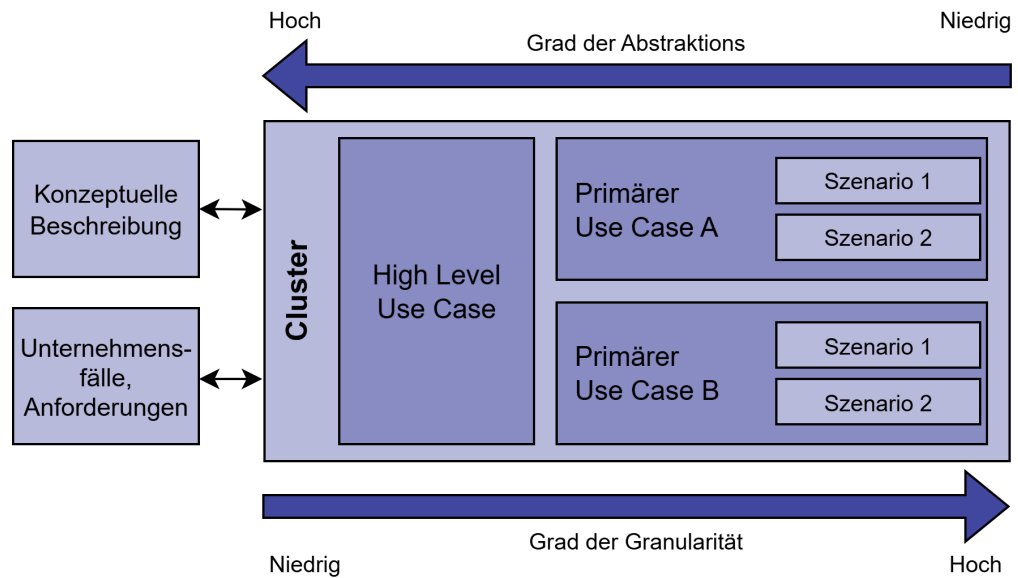 Hoch
Niedrig
Grad der Abstraktions
Konzeptuelle
Beschreibung
Unternehmens-
fälle,
Anforderungen
Cluster
High Level
Use Case
Primärer
Use Case A
Szenario 1
Szenario 2
Primärer
Use Case B
Szenario 1
Szenario 2
Grad der Granularität
Niedrig
Hoch